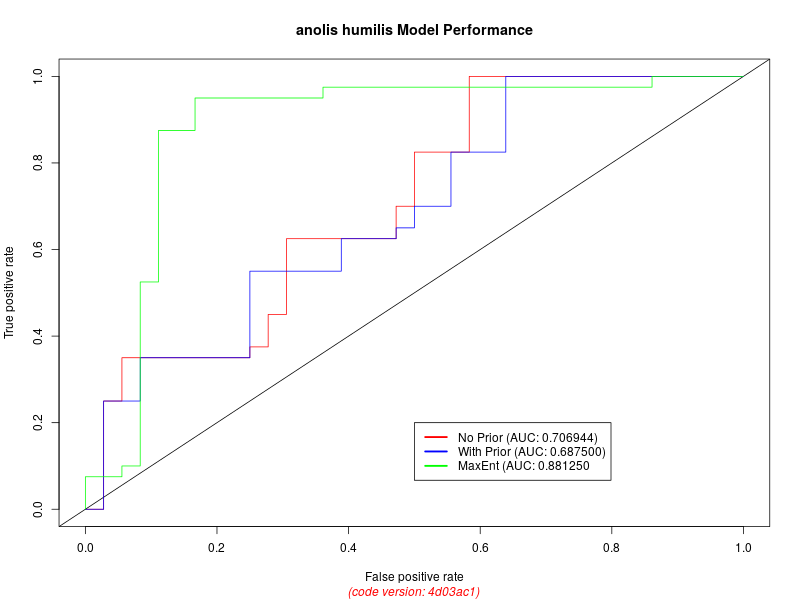 anolis humilis Model Performance
True positive rate
1.0
0.8
0.6
0.4
0.2
0.0
No Prior (AUC: 0.706944)
With Prior (AUC: 0.687500)
MaxEnt (AUC: 0.881250
0.0 0.2 0.4 0.6 0.8 1.0
False positive rate
(code version: 4d03ac1)